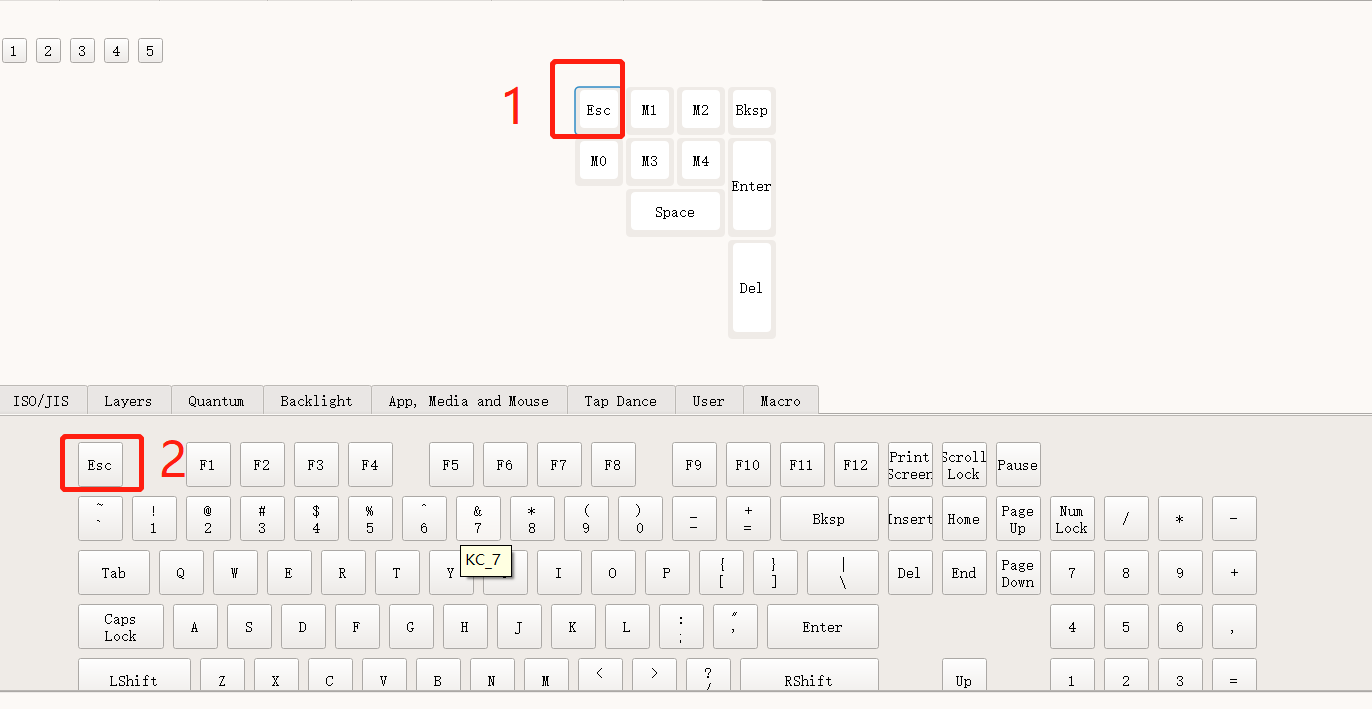 1 2 3 4 5
1 Esc M1 M2 Bksp
M0 M3 M4 Enter
Space
Del
ISO/JIS Layers Quantum Backlight App, Media and Mouse Tap Dance User Macro
Esc 2 F1 F2 F3 F4 F5 F6 F7 F8 F9 F10 F11 F12 Print Screen Scroll Lock Pause
~ ` ! 1 @ 2 # 3 $ 4 % 5 ^ 6 & 7 * 8 ( 9 ) 0 _ - + = Bksp Insert Home Page Up Num Lock / * -
KC_7
Tab Q W E R T Y I O P { [ } ] | \ Del End Page Down 7 8 9 +
Caps Lock A S D F G H J K L : ; " ' Enter 4 5 6 ,
LShift Z X C V B N M < > ? / RShift Up 1 2 3 =